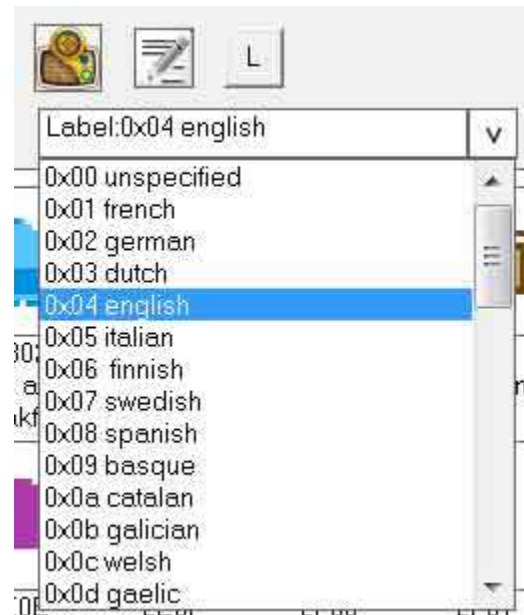 L
Label:0x04 english
v
0x00 unspecified
0x01 french
0x02 german
0x03 dutch
0x04 english
0x05 italian
0x06 finnish
0x07 swedish
0x08 spanish
0x09 basque
0x0a catalan
0x0b galician
0x0c welsh
0x0d gaelic